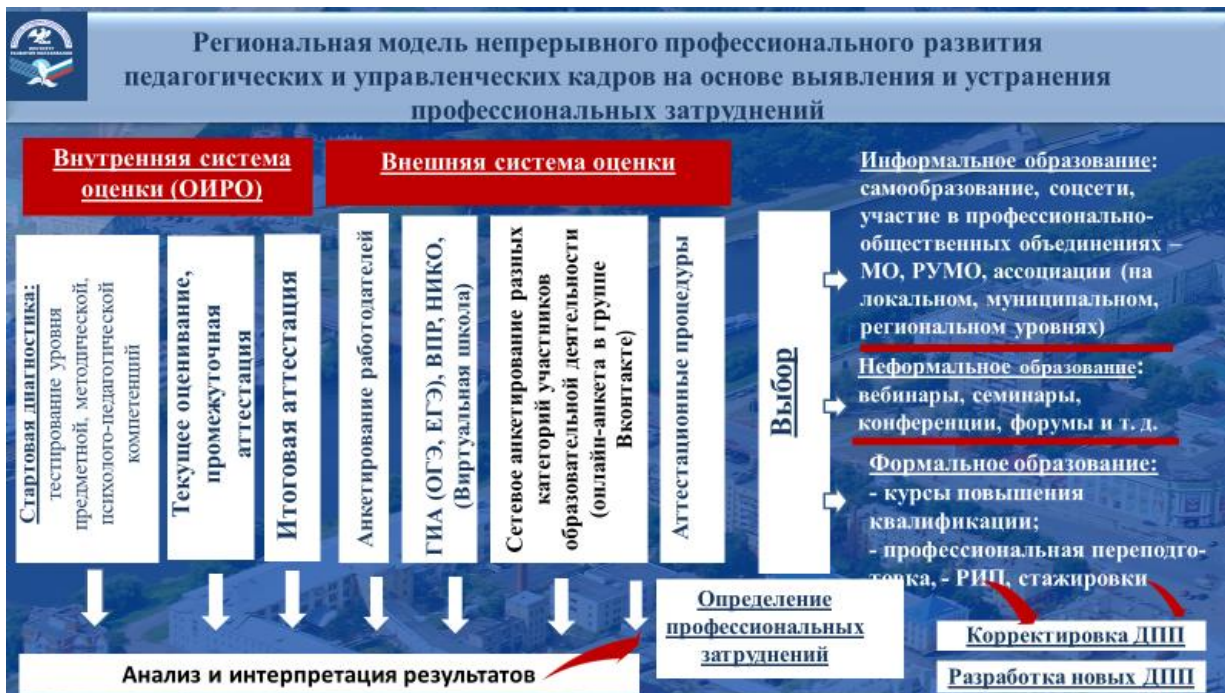 ИНСТИТУТ
РАЗВИТИЯ ОБРАЗОВАНИЯ
Региональная модель непрерывного профессионального развития
педагогических и управленческих кадров на основе выявления и устранения
профессиональных затруднений
Внутренняя система
оценки (ОИРО)
Внешняя система оценки
Стартовая диагностика:
тестирование уровня
предметной, методической,
психолого-педагогической
компетенций
Текущее оценивание,
промежуточная
аттестация
Итоговая аттестация
Анкетирование работодателей
ГИА (ОГЭ, ЕГЭ), ВПР, НИКО,
(Виртуальная школа)
Сетевое анкетирование разных
категорий участников
образовательной деятельности
(онлайн-анкета в группе
Вконтакте)
Аттестационные процедуры
Выбор
Информальное образование:
самообразование, соцсети,
участие в профессионально-
общественных объединениях –
МО, РУМО, ассоциации (на
локальном, муниципальном,
региональном уровнях)
Неформальное образование:
вебинары, семинары,
конференции, форумы и т. д.
Формальное образование:
- курсы повышения
квалификации;
- профессиональная переподго-
товка, - РИП, стажировки
Определение
профессиональных
затруднений
Анализ и интерпретация результатов
Корректировка ДПП
Разработка новых ДПП